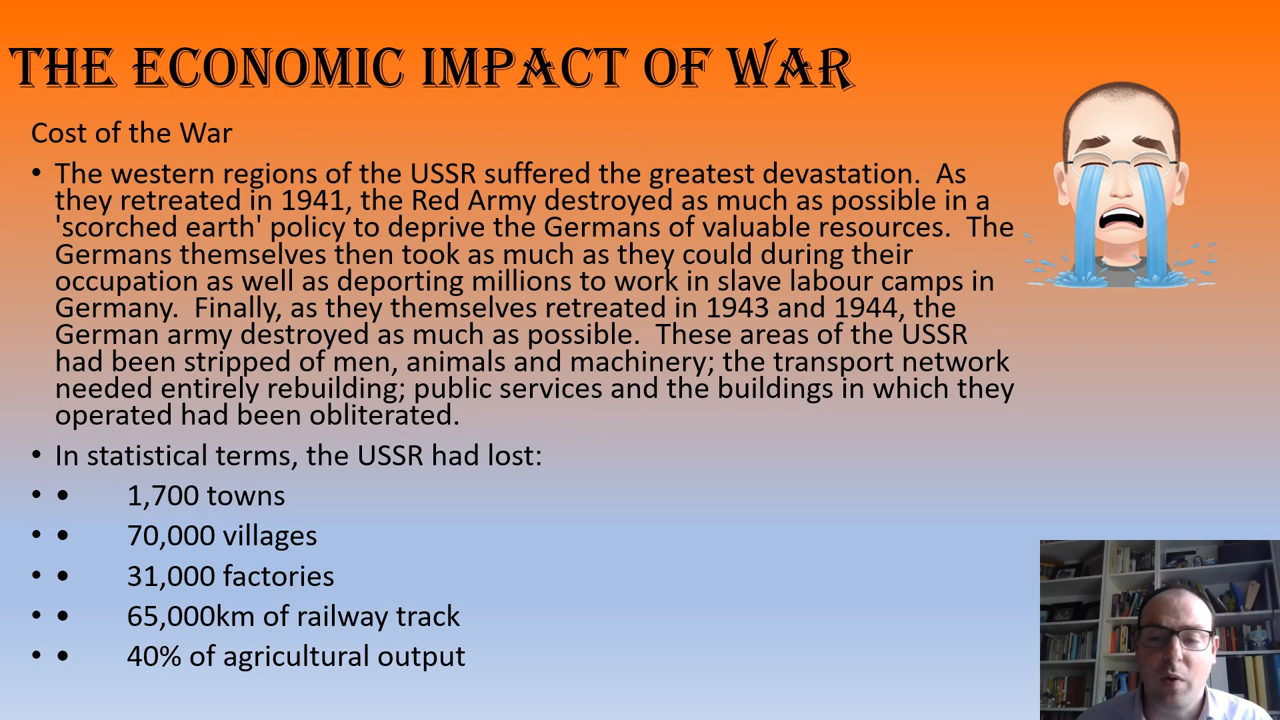 THE ECONOMIC IMPACT OF WAR
Cost of the War
• The western regions of the USSR suffered the greatest devastation.  As
they retreated in 1941, the Red Army destroyed as much as possible in a
'scorched earth' policy to deprive the Germans of valuable resources.  The
Germans themselves then took as much as they could during their
occupation as well as deporting millions to work in slave labour camps in
Germany.  Finally, as they themselves retreated in 1943 and 1944, the
German army destroyed as much as possible.  These areas of the USSR
had been stripped of men, animals and machinery; the transport network
needed entirely rebuilding; public services and the buildings in which they
operated had been obliterated.
• In statistical terms, the USSR had lost:
• • 1,700 towns
• • 70,000 villages
• • 31,000 factories
• • 65,000km of railway track
• • 40% of agricultural output